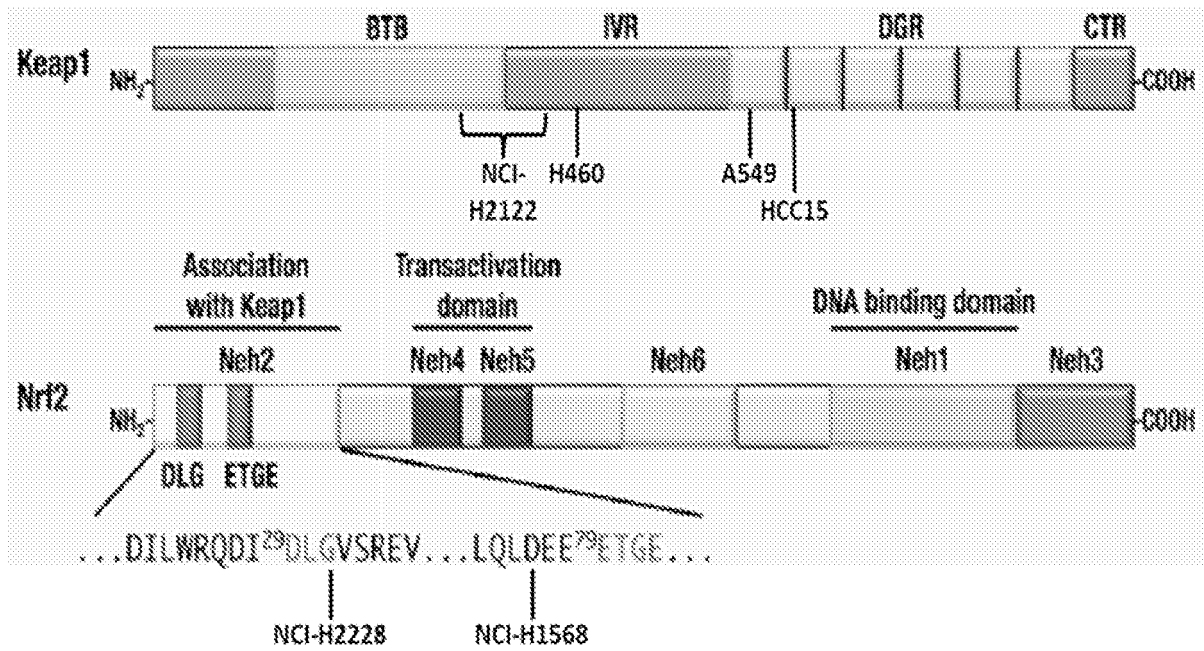 BTB IVR DGR CTR
Keap1
NH2 COOH
NCI-H2122 H460 A549 HCC15
Association with Keap1
Transactivation domain
DNA binding domain
Neh2 Neh4 Neh5 Neh6 Neh1 Neh3
Nrf2
NH2 COOH
DLG ETGE
...DILWRQDI²⁹DLGVSREV...LQLDEE⁷⁹ETGE...
NCI-H2228 NCI-H1568